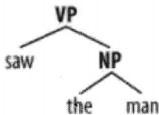 VP
saw NP
the man